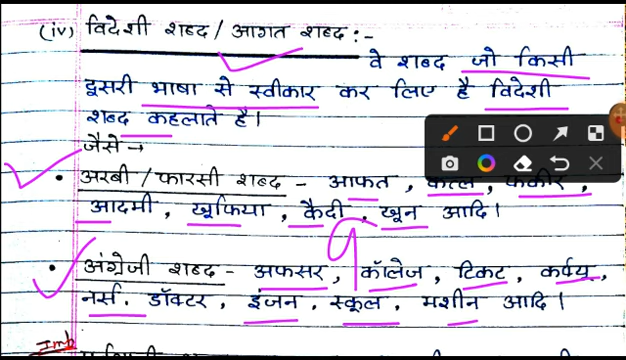 (iv) विदेशी शब्द / आगत शब्द :-
वे शब्द जो किसी
दूसरी भाषा से स्वीकार कर लिए है विदेशी
शब्द कहलाते है।
जैसे →
• अरबी / फारसी शब्द - आफत, कत्ल, फकीर,
आदमी, खूफिया, कैदी, खून आदि।
• अंग्रेजी शब्द - अफसर, कॉलेज, टिकट, कर्फ्यू,
नर्स, डॉक्टर, इंजन, स्कूल, मशीन आदि।
Imb